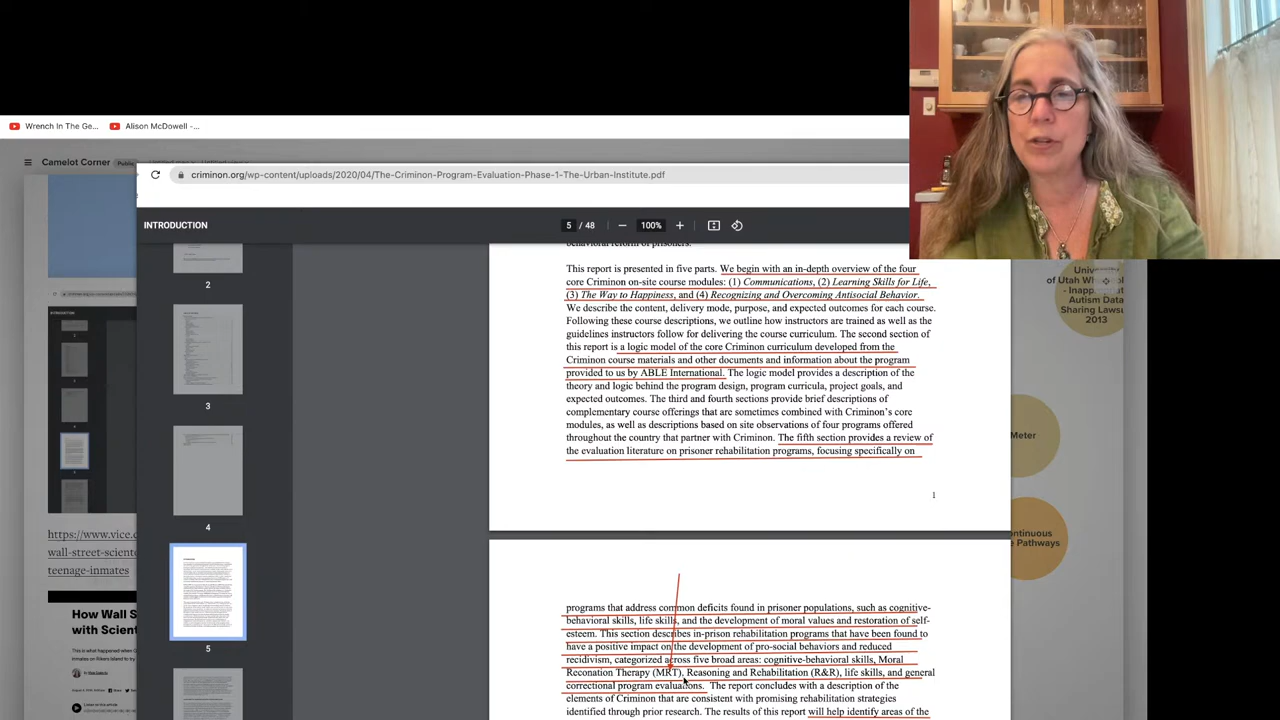 Wrench In The Ge...
Alison McDowell -...
Camelot Corner
Public
criminon.org/wp-content/uploads/2020/04/The-Criminon-Program-Evaluation-Phase-1-The-Urban-Institute.pdf
INTRODUCTION
5 / 48
100%
behavioral reform of prisoners.
This report is presented in five parts. We begin with an in-depth overview of the four
core Criminon on-site course modules: (1) Communications, (2) Learning Skills for Life,
(3) The Way to Happiness, and (4) Recognizing and Overcoming Antisocial Behavior.
We describe the content, delivery mode, purpose, and expected outcomes for each course.
Following these course descriptions, we outline how instructors are trained as well as the
guidelines instructors follow for delivering the course curriculum. The second section of
this report is a logic model of the core Criminon curriculum developed from the
Criminon course materials and other documents and information about the program
provided to us by ABLE International. The logic model provides a description of the
theory and logic behind the program design, program curricula, project goals, and
expected outcomes. The third and fourth sections provide brief descriptions of
complementary course offerings that are sometimes combined with Criminon's core
modules, as well as descriptions based on site observations of four programs offered
throughout the country that partner with Criminon. The fifth section provides a review of
the evaluation literature on prisoner rehabilitation programs, focusing specifically on
1
programs that address common deficits found in prisoner populations, such as cognitive-
behavioral skills, life skills, and the development of moral values and restoration of self-
esteem. This section describes in-prison rehabilitation programs that have been found to
have a positive impact on the development of pro-social behaviors and reduced
recidivism, categorized across five broad areas: cognitive-behavioral skills, Moral
Reconation Therapy (MRT), Reasoning and Rehabilitation (R&R), life skills, and general
correctional program evaluations. The report concludes with a description of the
elements of Criminon that are consistent with promising rehabilitation strategies
identified through prior research. The results of this report will help identify areas of the
2
3
4
5
https://www.vice.c
wall-street-sciento
teenage-inmates
How Wall S
with Scien
University
of Utah
- Inapp
Autism Data
Sharing Laws
2013
Meter
ontinuous
Pathways